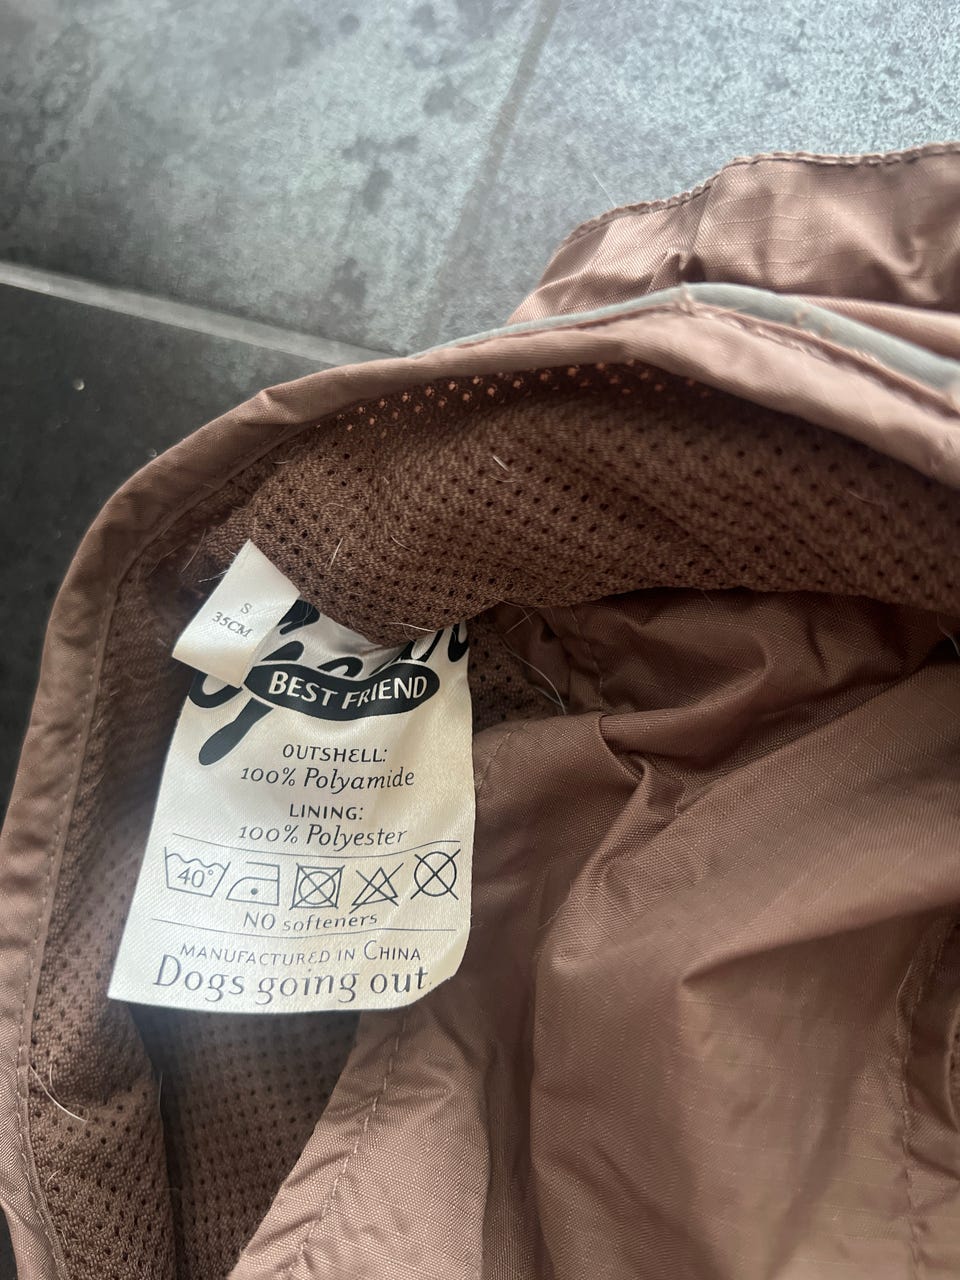 S
35CM
BEST FRIEND
OUTSHELL:
100% Polyamide
LINING:
100% Polyester
40°
NO softeners
MANUFACTURED IN CHINA
Dogs going out